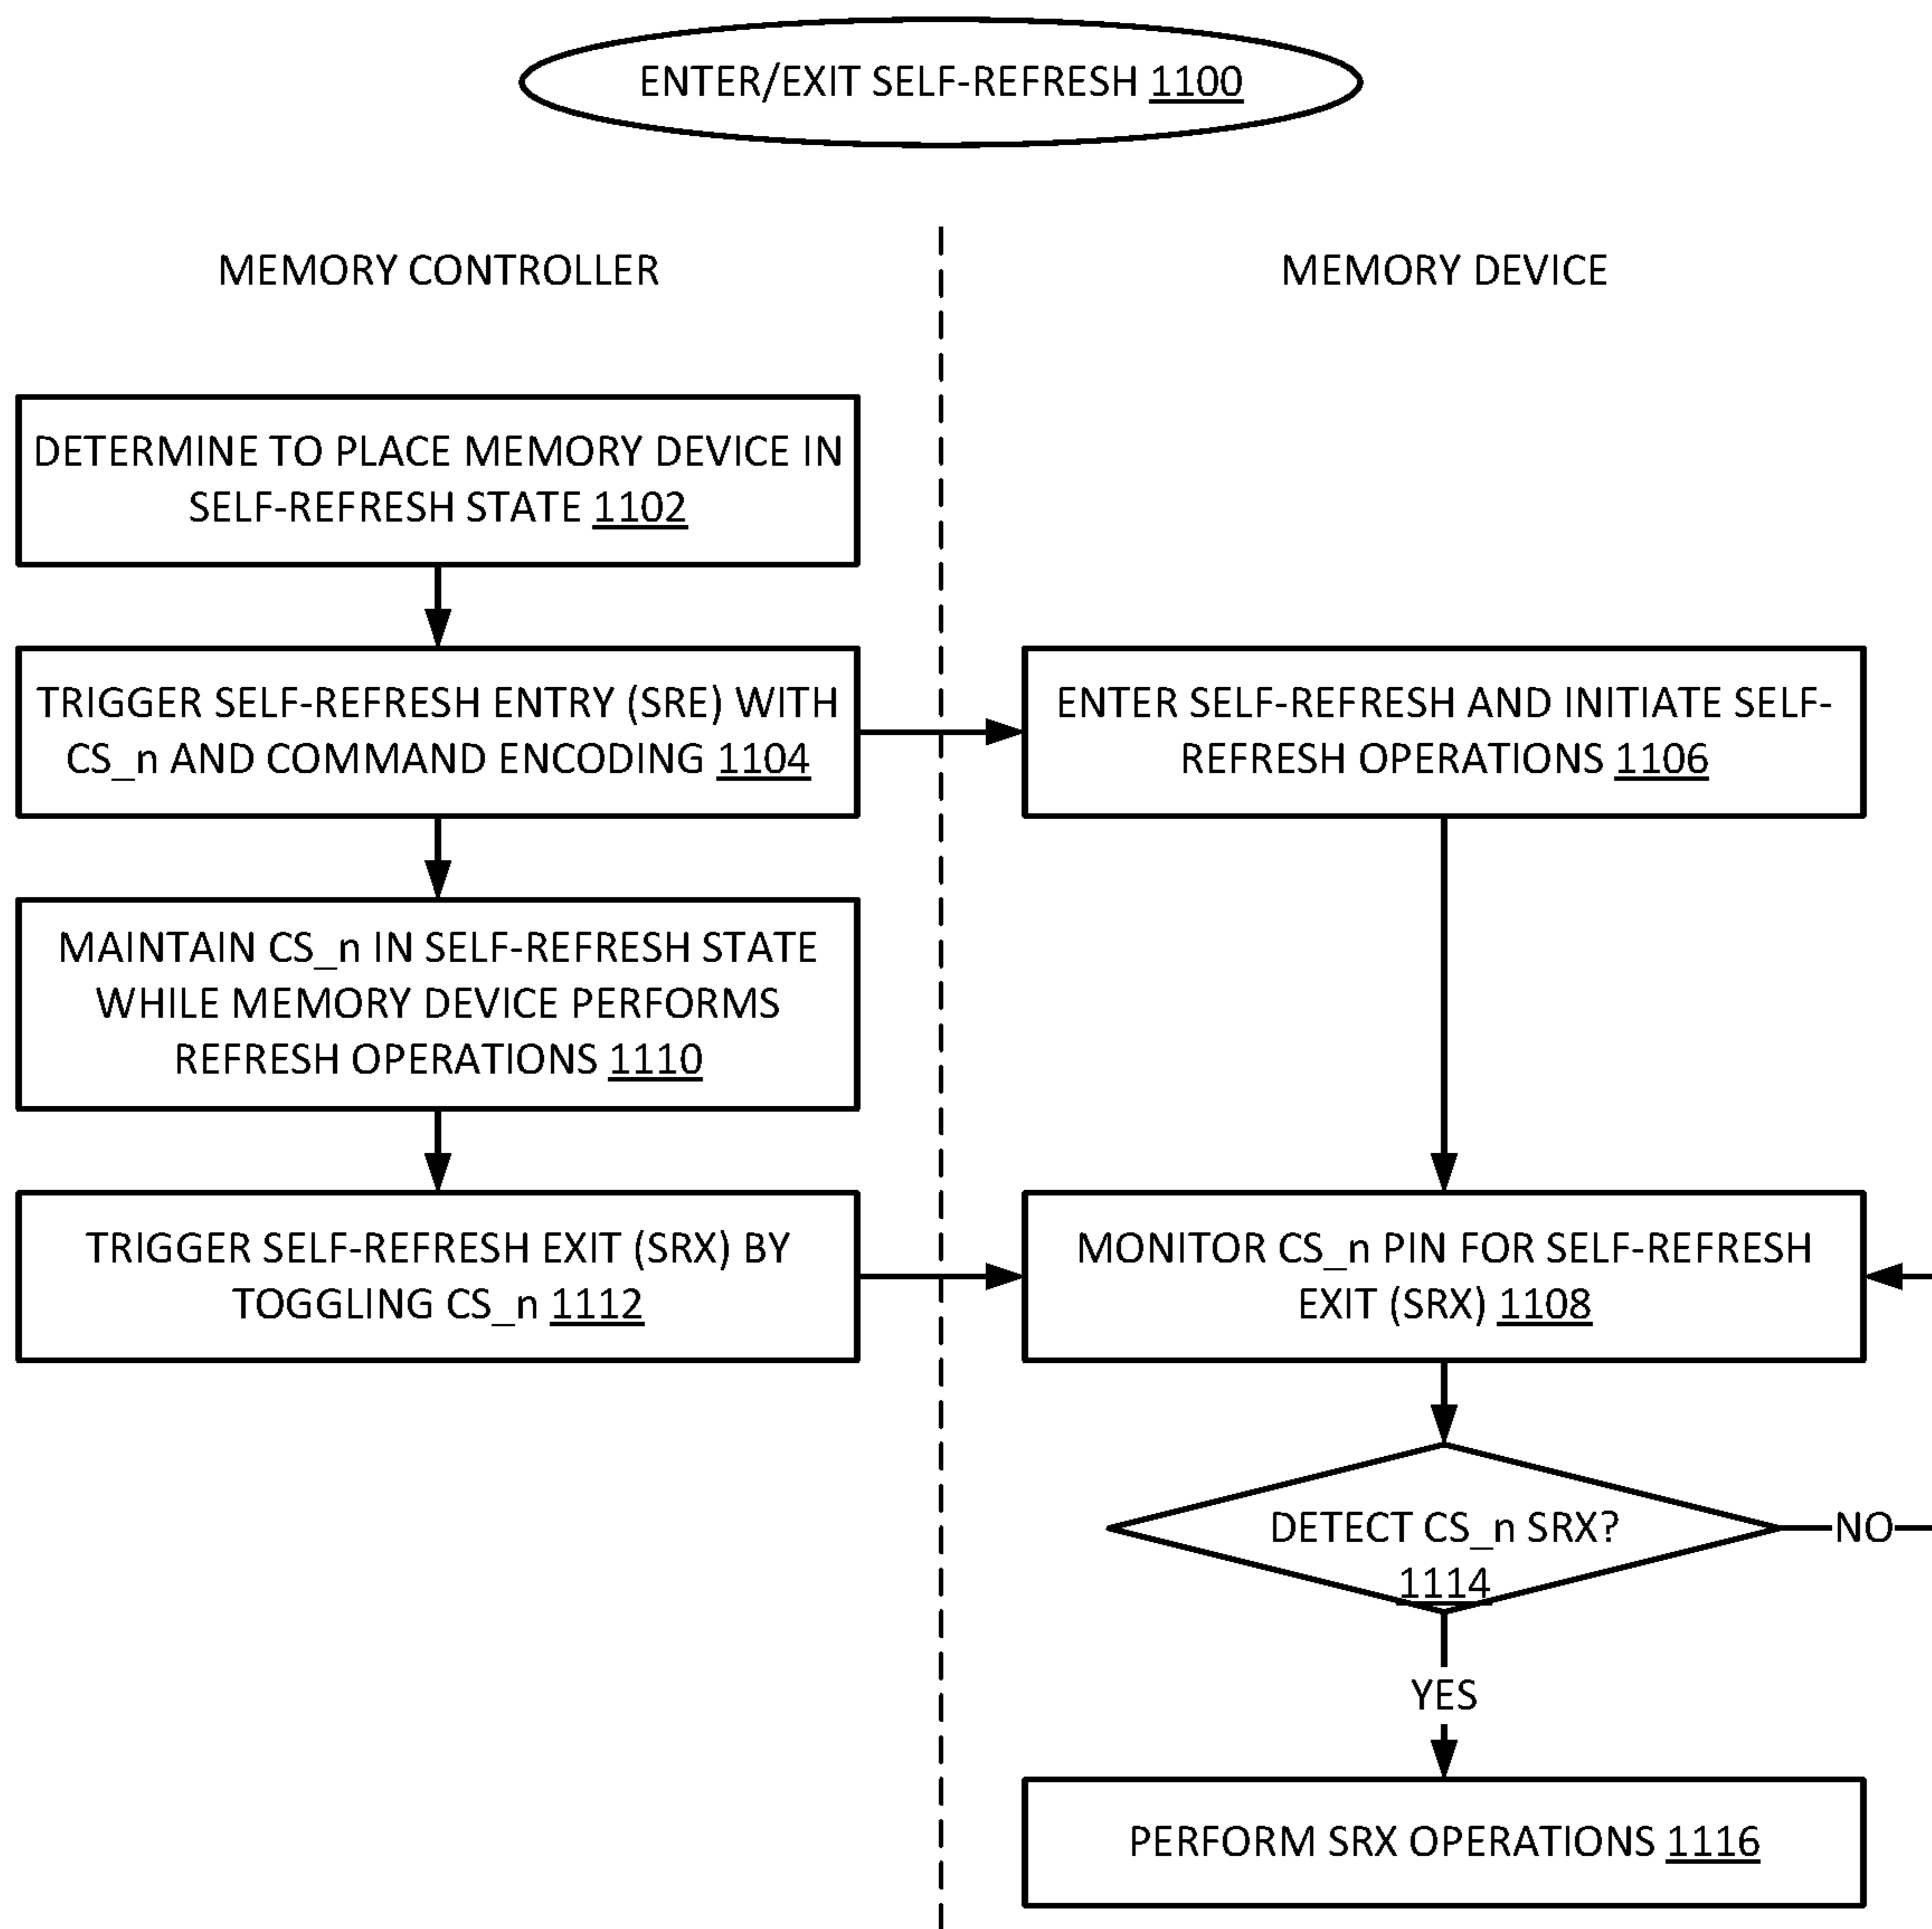 ENTER/EXIT SELF-REFRESH 1100
MEMORY CONTROLLER
MEMORY DEVICE
DETERMINE TO PLACE MEMORY DEVICE IN
SELF-REFRESH STATE 1102
TRIGGER SELF-REFRESH ENTRY (SRE) WITH
CS_n AND COMMAND ENCODING 1104
ENTER SELF-REFRESH AND INITIATE SELF-
REFRESH OPERATIONS 1106
MAINTAIN CS_n IN SELF-REFRESH STATE
WHILE MEMORY DEVICE PERFORMS
REFRESH OPERATIONS 1110
TRIGGER SELF-REFRESH EXIT (SRX) BY
TOGGLING CS_n 1112
MONITOR CS_n PIN FOR SELF-REFRESH
EXIT (SRX) 1108
DETECT CS_n SRX?
1114
NO
YES
PERFORM SRX OPERATIONS 1116